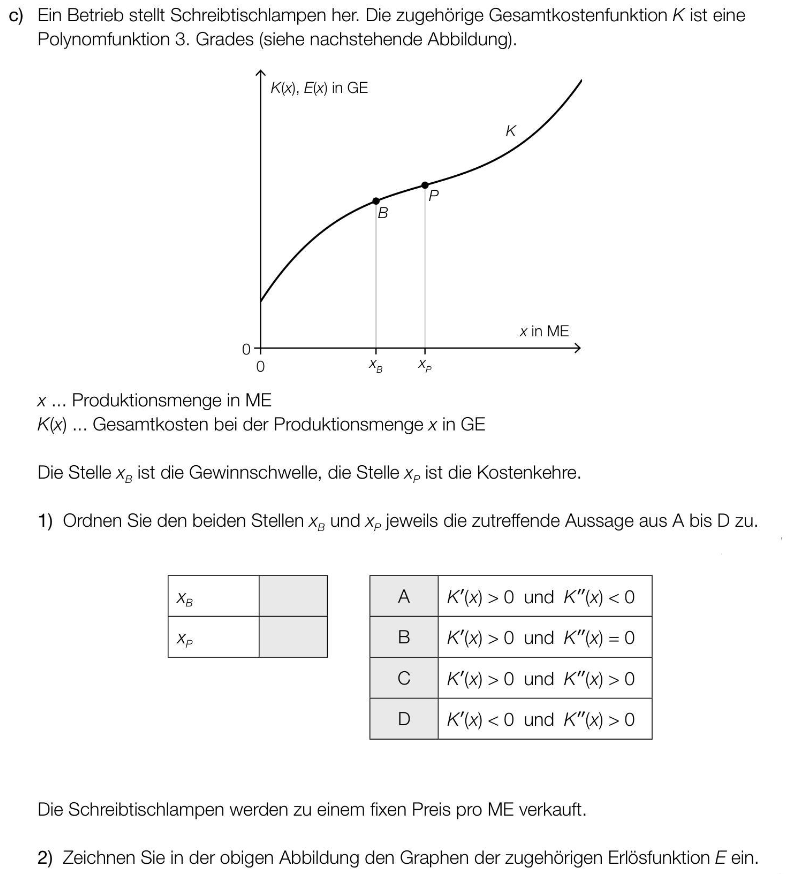 c) Ein Betrieb stellt Schreibtischlampen her. Die zugehörige Gesamtkostenfunktion K ist eine
Polynomfunktion 3. Grades (siehe nachstehende Abbildung).
K(x), E(x) in GE
K
P
B
x in ME
0
0
x_B
x_P
x ... Produktionsmenge in ME
K(x) ... Gesamtkosten bei der Produktionsmenge x in GE
Die Stelle x_B ist die Gewinnschwelle, die Stelle x_P ist die Kostenkehre.
1) Ordnen Sie den beiden Stellen x_B und x_P jeweils die zutreffende Aussage aus A bis D zu.
x_B
x_P
A K′(x) > 0 und K″(x) < 0
B K′(x) > 0 und K″(x) = 0
C K′(x) > 0 und K″(x) > 0
D K′(x) < 0 und K″(x) > 0
Die Schreibtischlampen werden zu einem fixen Preis pro ME verkauft.
2) Zeichnen Sie in der obigen Abbildung den Graphen der zugehörigen Erlösfunktion E ein.